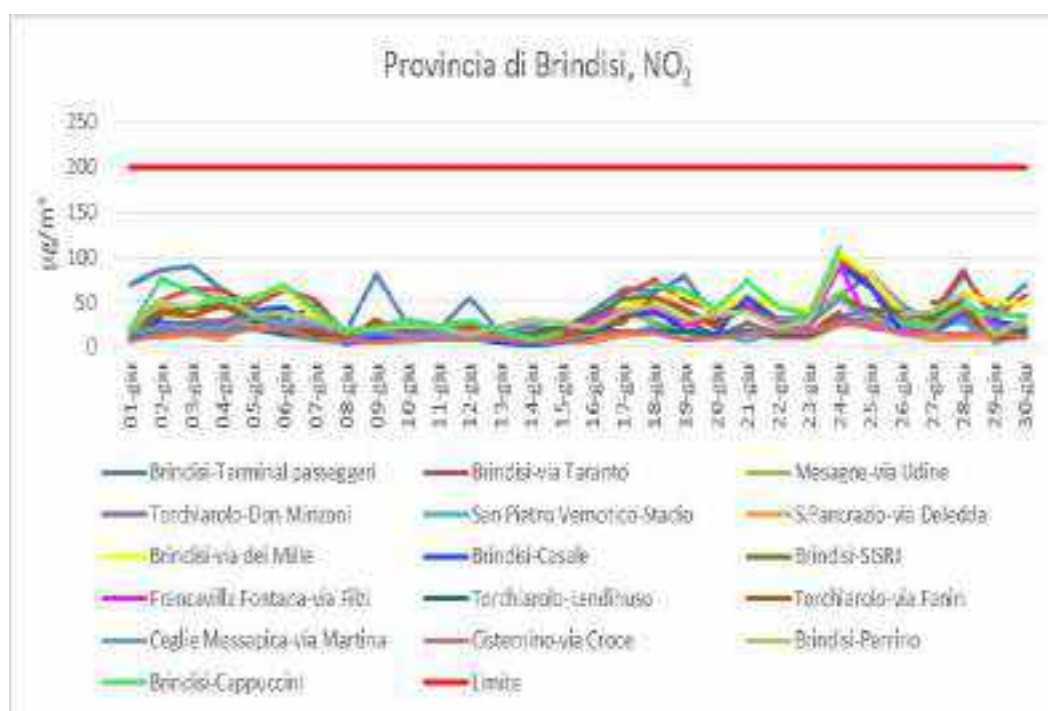 Provincia di Brindisi, NO₂
µg/m³
250
200
150
100
50
0
01-giu 02-giu 03-giu 04-giu 05-giu 06-giu 07-giu 08-giu 09-giu 10-giu 11-giu 12-giu 13-giu 14-giu 15-giu 16-giu 17-giu 18-giu 19-giu 20-giu 21-giu 22-giu 23-giu 24-giu 25-giu 26-giu 27-giu 28-giu 29-giu 30-giu
Brindisi-Terminal passeggeri Brindisi-via Taranto Mesagne-via Udine
Torchiarolo-Don Minzoni San Pietro Vernotico-Stadio S.Pancrazio-via Deledda
Brindisi-via dei Mille Brindisi-Casale Brindisi-SISRI
Francavilla Fontana-via Filzi Torchiarolo-Lendinuso Torchiarolo-via Fanin
Ceglie Messapica-via Martina Cisternino-via Croce Brindisi-Perrino
Brindisi-Cappuccini Limite